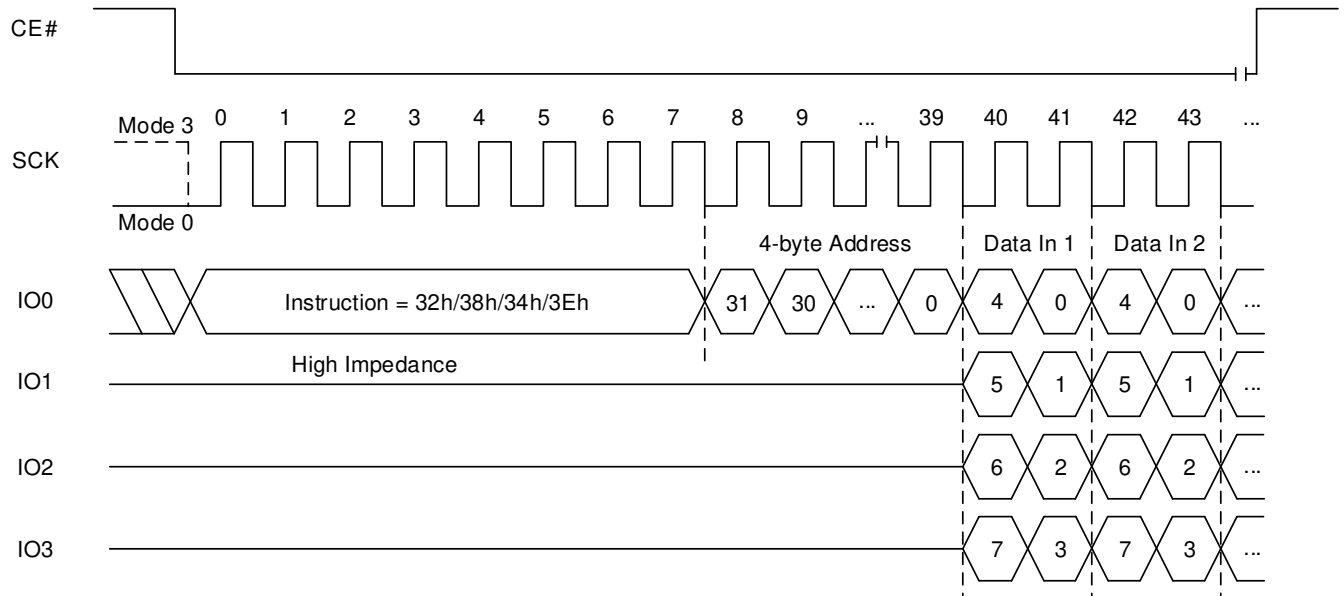 CE#
Mode 3 0 1 2 3 4 5 6 7 8 9 ... 39 40 41 42 43 ...
SCK
Mode 0
4-byte Address Data In 1 Data In 2
IO0 Instruction = 32h/38h/34h/3Eh 31 30 ... 0 4 0 4 0 ...
High Impedance
IO1 5 1 5 1 ...
IO2 6 2 6 2 ...
IO3 7 3 7 3 ...